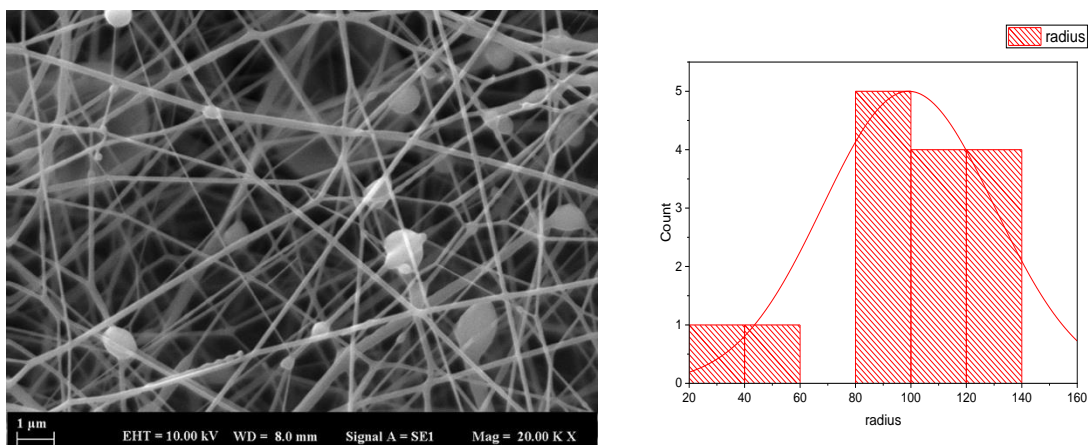 1 µm
EHT = 10.00 kV WD = 8.0 mm Signal A = SE1 Mag = 20.00 K X
radius
5
4
3
2
1
0
Count
20 40 60 80 100 120 140 160
radius